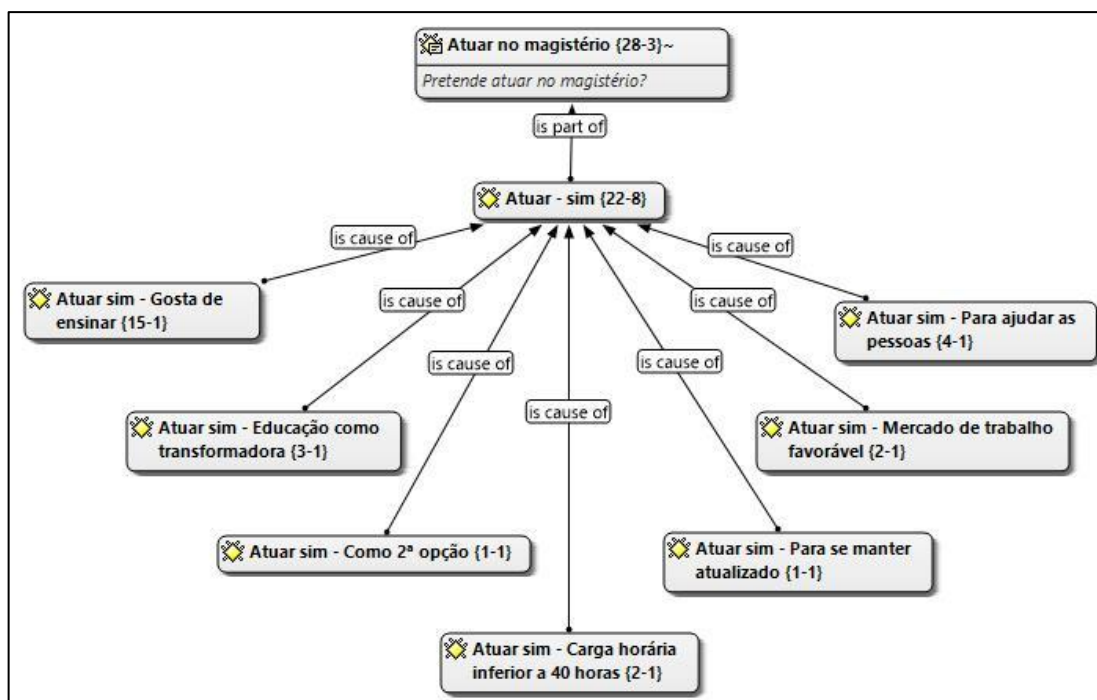 Atuar no magistério {28-3}~
Pretende atuar no magistério?
is part of
Atuar - sim {22-8}
is cause of
is cause of
is cause of
is cause of
is cause of
is cause of
is cause of
Atuar sim - Gosta de
ensinar {15-1}
Atuar sim - Para ajudar as
pessoas {4-1}
Atuar sim - Educação como
transformadora {3-1}
Atuar sim - Mercado de trabalho
favorável {2-1}
Atuar sim - Como 2ª opção {1-1}
Atuar sim - Para se manter
atualizado {1-1}
Atuar sim - Carga horária
inferior a 40 horas {2-1}